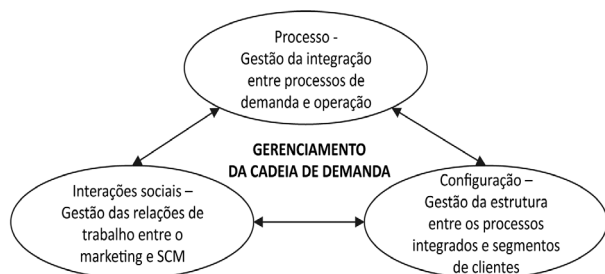 Processo -
Gestão da integração
entre processos de
demanda e operação
GERENCIAMENTO
DA CADEIA DE DEMANDA
Interações sociais –
Gestão das relações de
trabalho entre o
marketing e SCM
Configuração –
Gestão da estrutura
entre os processos
integrados e segmentos
de clientes